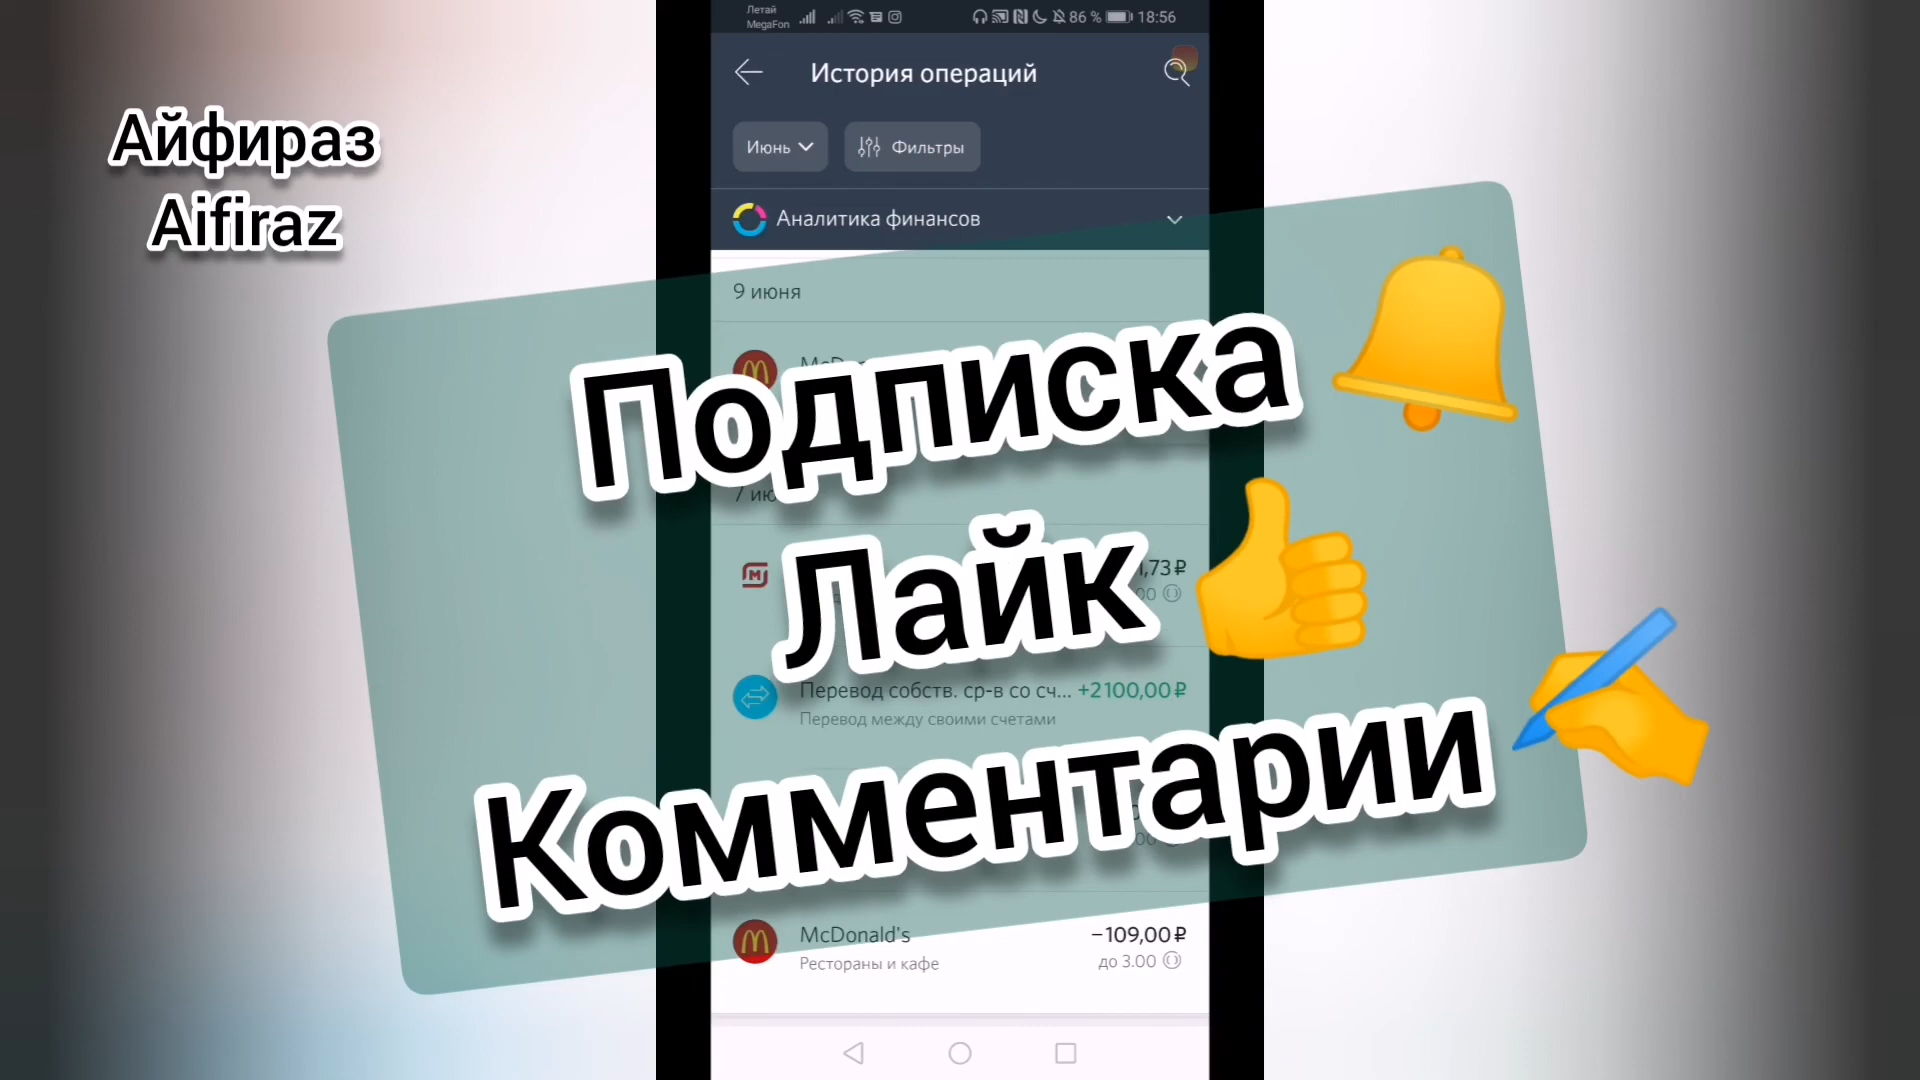 Летай
MegaFon
86 % 18:56
История операций
Июнь
Фильтры
Аналитика финансов
Айфираз
Aifiraz
9 июня
Подписка
Лайк
,73 ₽
Перевод собств. ср-в со сч... +2100,00 ₽
Перевод между своими счетами
Комментарии
McDonald's −109,00 ₽
Рестораны и кафе до 3.00